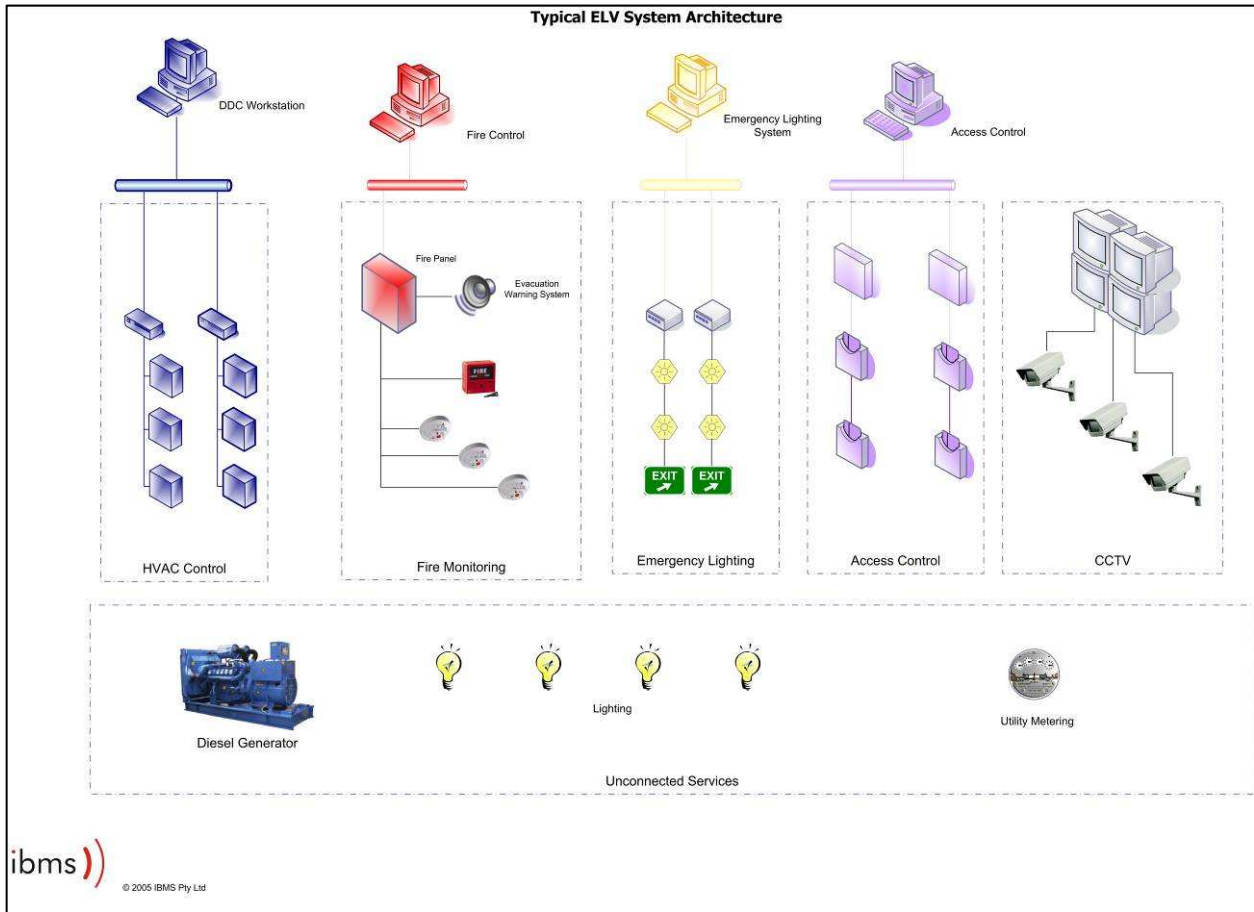 Typical ELV System Architecture
DDC Workstation
Fire Control
Emergency Lighting
System
Access Control
Fire Panel
Evacuation
Warning System
FIRE
EXIT
EXIT
HVAC Control
Fire Monitoring
Emergency Lighting
Access Control
CCTV
Diesel Generator
Lighting
Utility Metering
Unconnected Services
ibms
© 2005 IBMS Pty Ltd